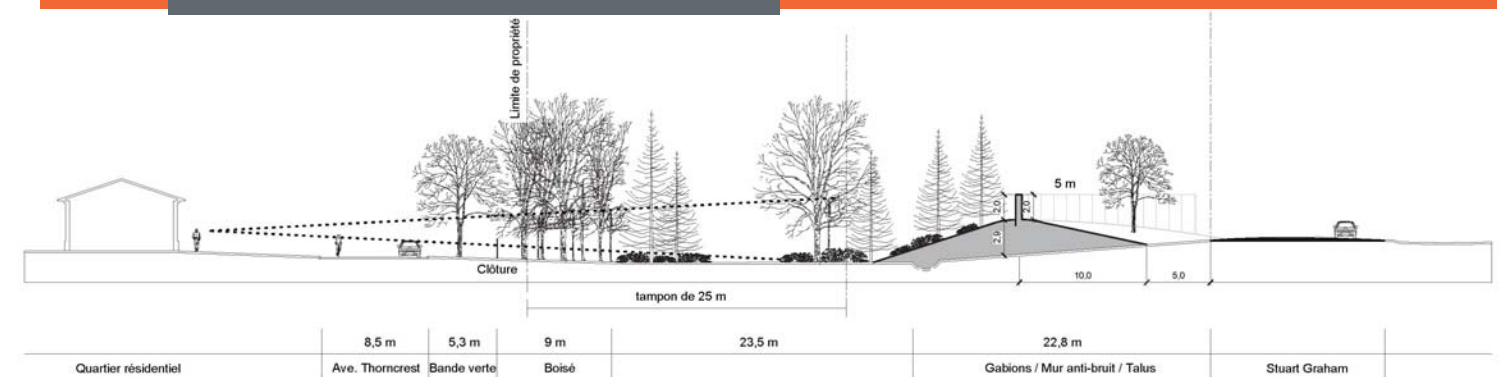 Limite de propriété
5 m
2.0
2.0
2,9
Clôture
10,0
5,0
tampon de 25 m
8,5 m
5,3 m
9 m
23,5 m
22,8 m
Quartier résidentiel
Ave. Thorncrest
Bande verte
Boisé
Gabions / Mur anti-bruit / Talus
Stuart Graham